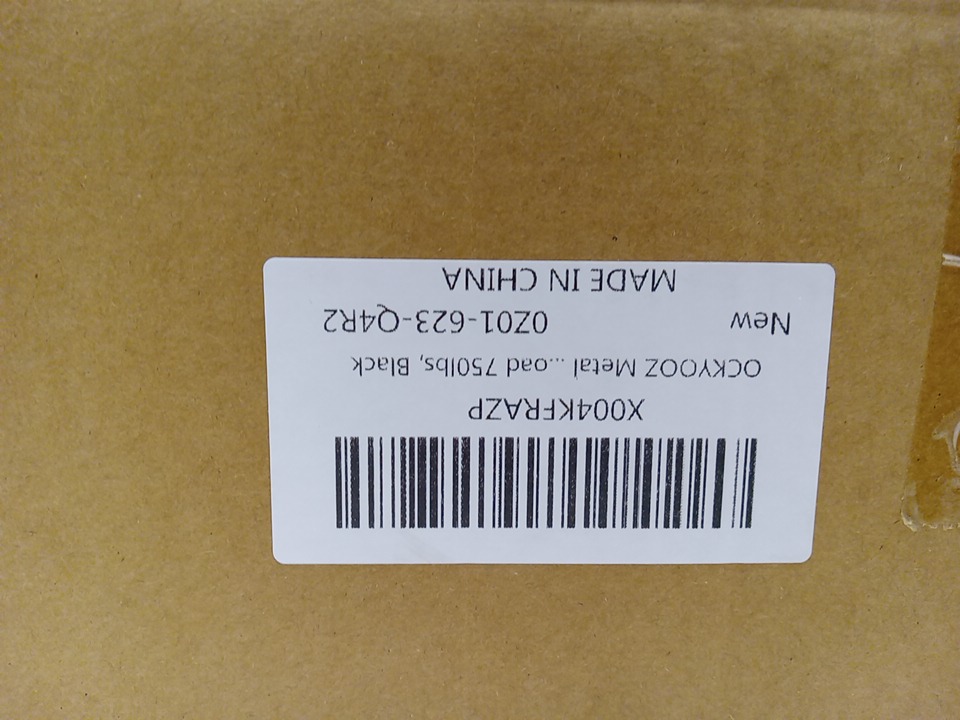 X004KFRAZP
OCKYOOZ Metal ...oad 750lbs, Black
New 0Z01-623-Q4R2
MADE IN CHINA